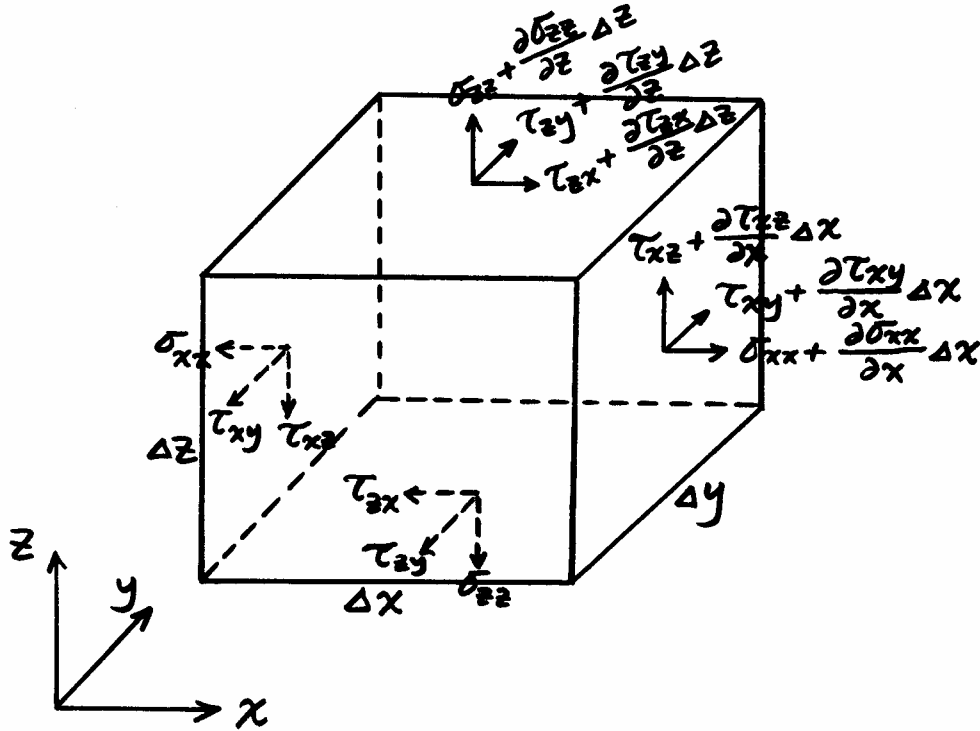 σzz + ∂σzz/∂z Δz
τzy + ∂τzy/∂z Δz
τzx + ∂τzx/∂z Δz
τxz + ∂τxz/∂x Δx
τxy + ∂τxy/∂x Δx
σxx + ∂σxx/∂x Δx
σxx
τxy
τxz
Δz
τzx
τzy
σzz
Δx
Δy
z
y
x